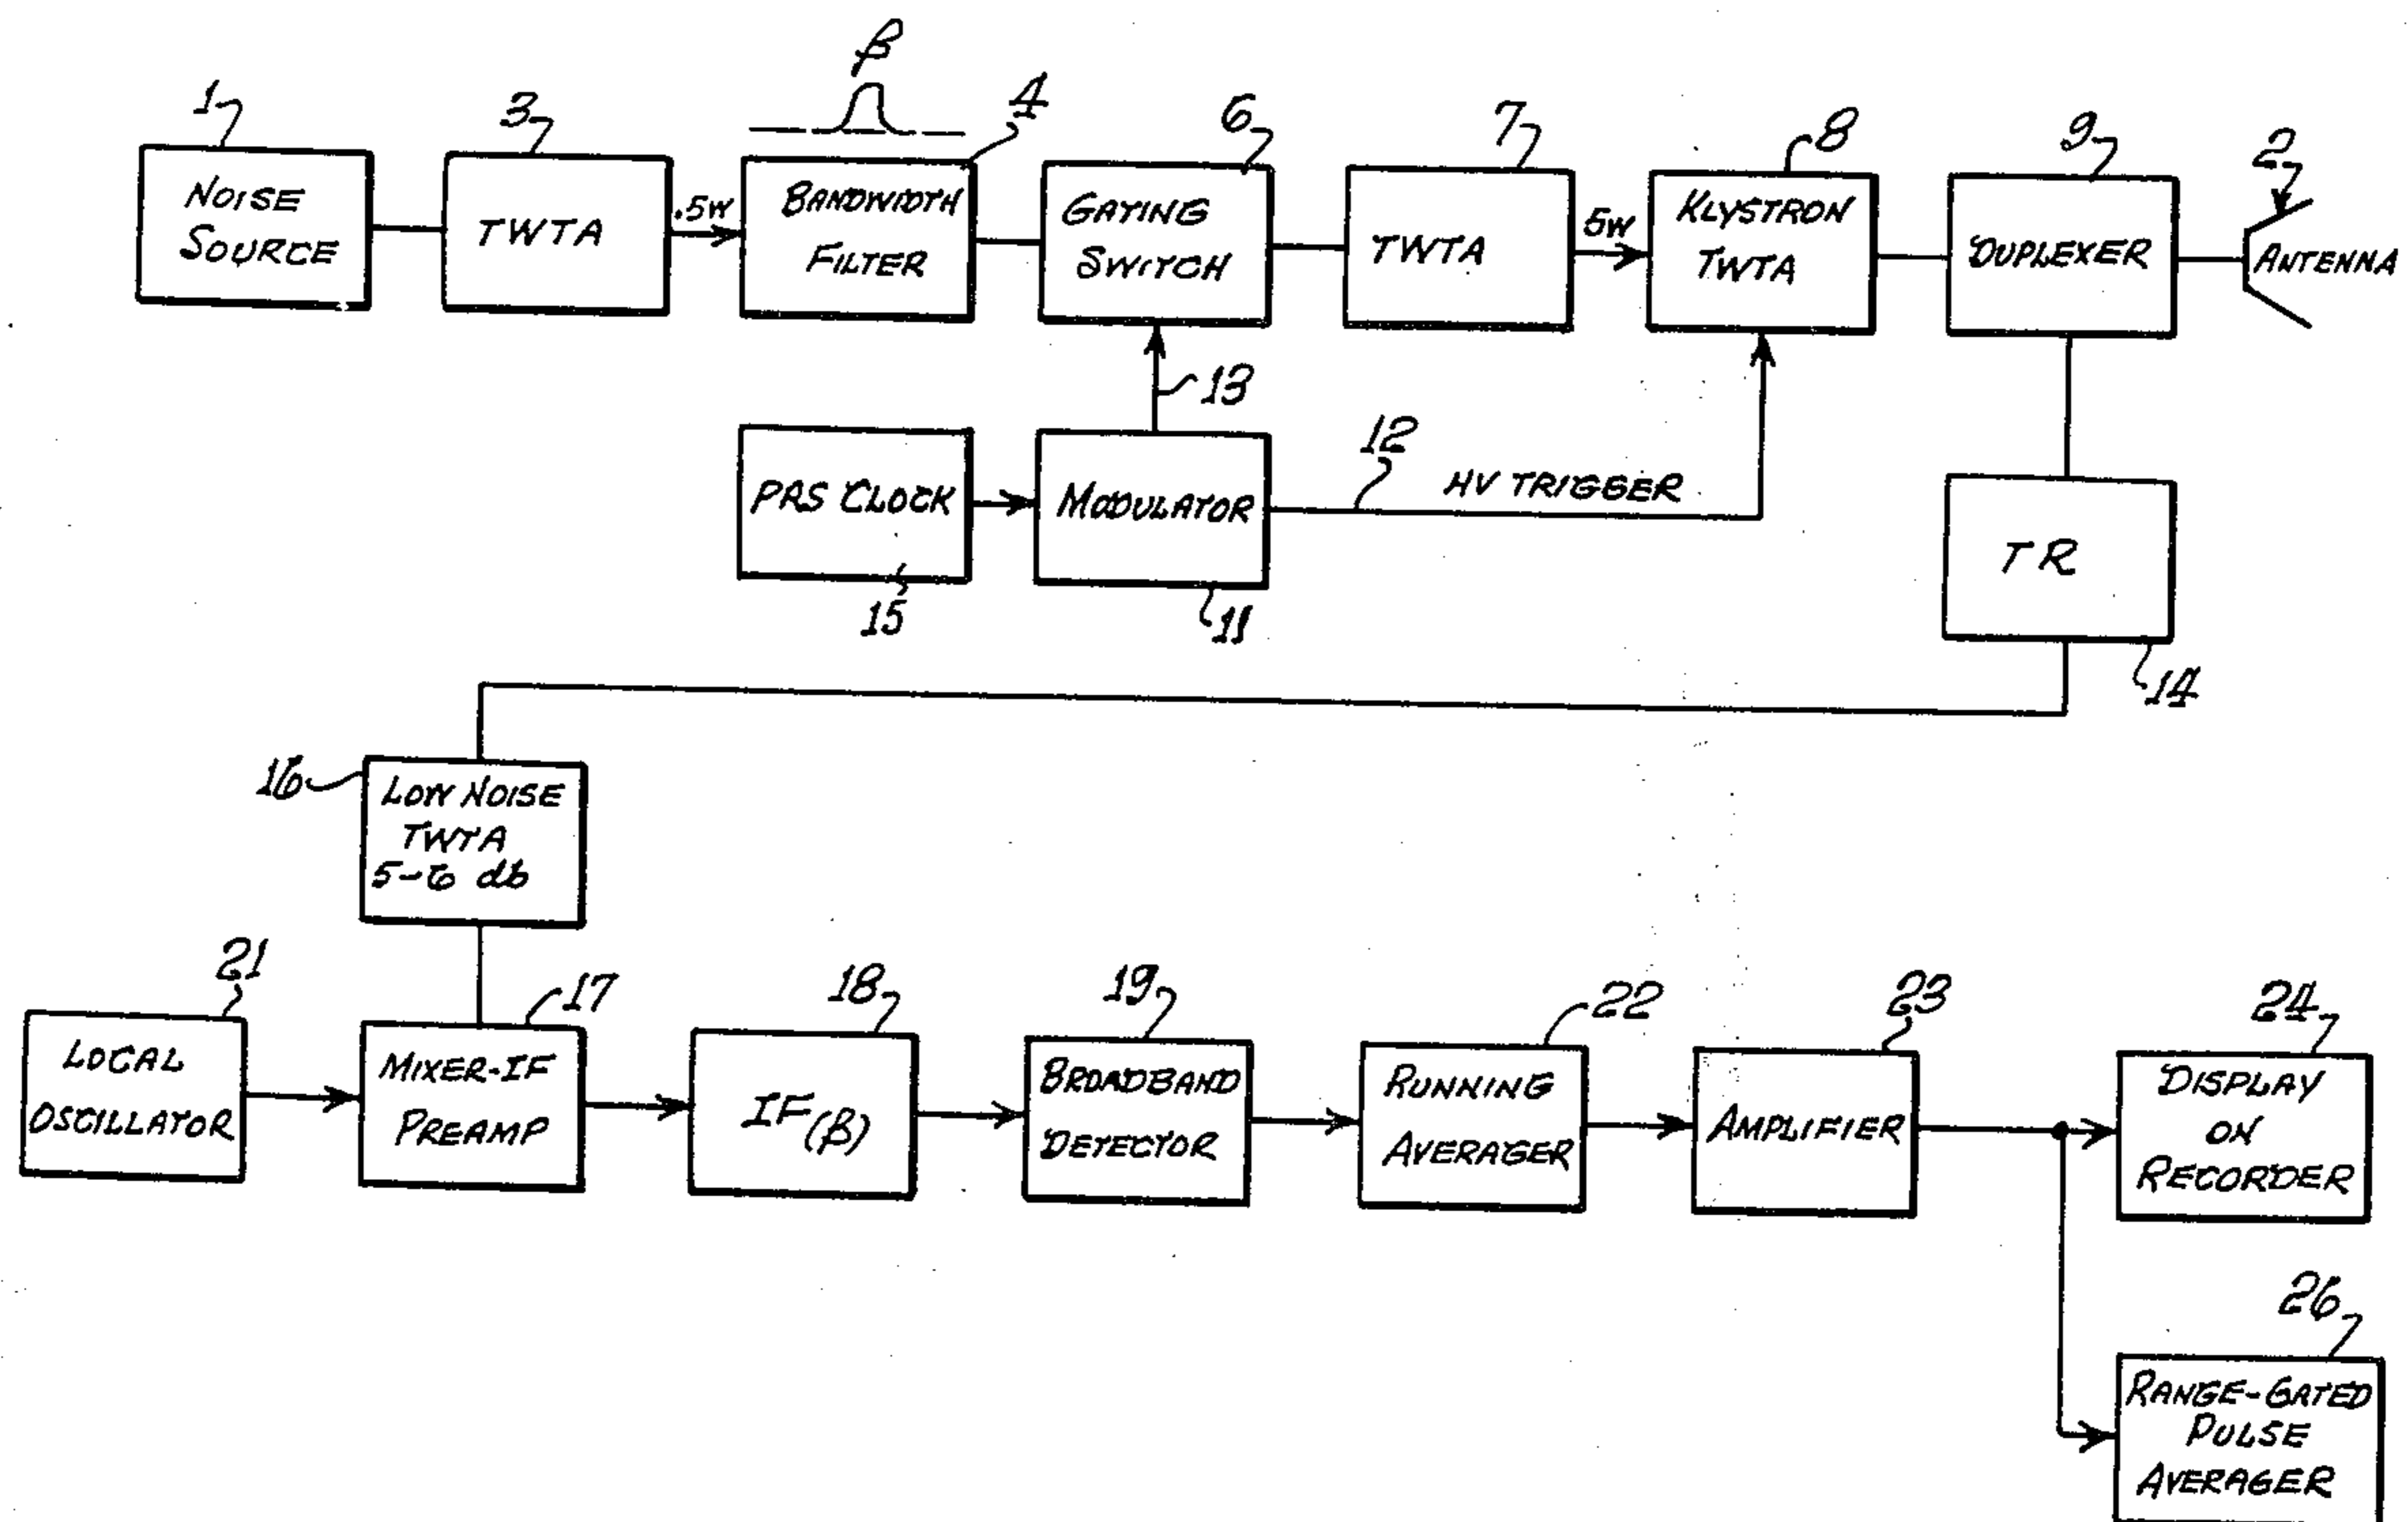 β
1
3
4
6
7
8
9
2
NOISE
SOURCE
TWTA
.5W
BANDWIDTH
FILTER
GATING
SWITCH
TWTA
5W
KLYSTRON
TWTA
DUPLEXER
ANTENNA
13
12
PRS CLOCK
MODULATOR
HV TRIGGER
TR
15
11
14
16
LOW NOISE
TWTA
5-6 db
21
17
18
19
22
23
24
LOCAL
OSCILLATOR
MIXER-IF
PREAMP
IF(β)
BROADBAND
DETECTOR
RUNNING
AVERAGER
AMPLIFIER
DISPLAY
ON
RECORDER
26
RANGE-GATED
PULSE
AVERAGER